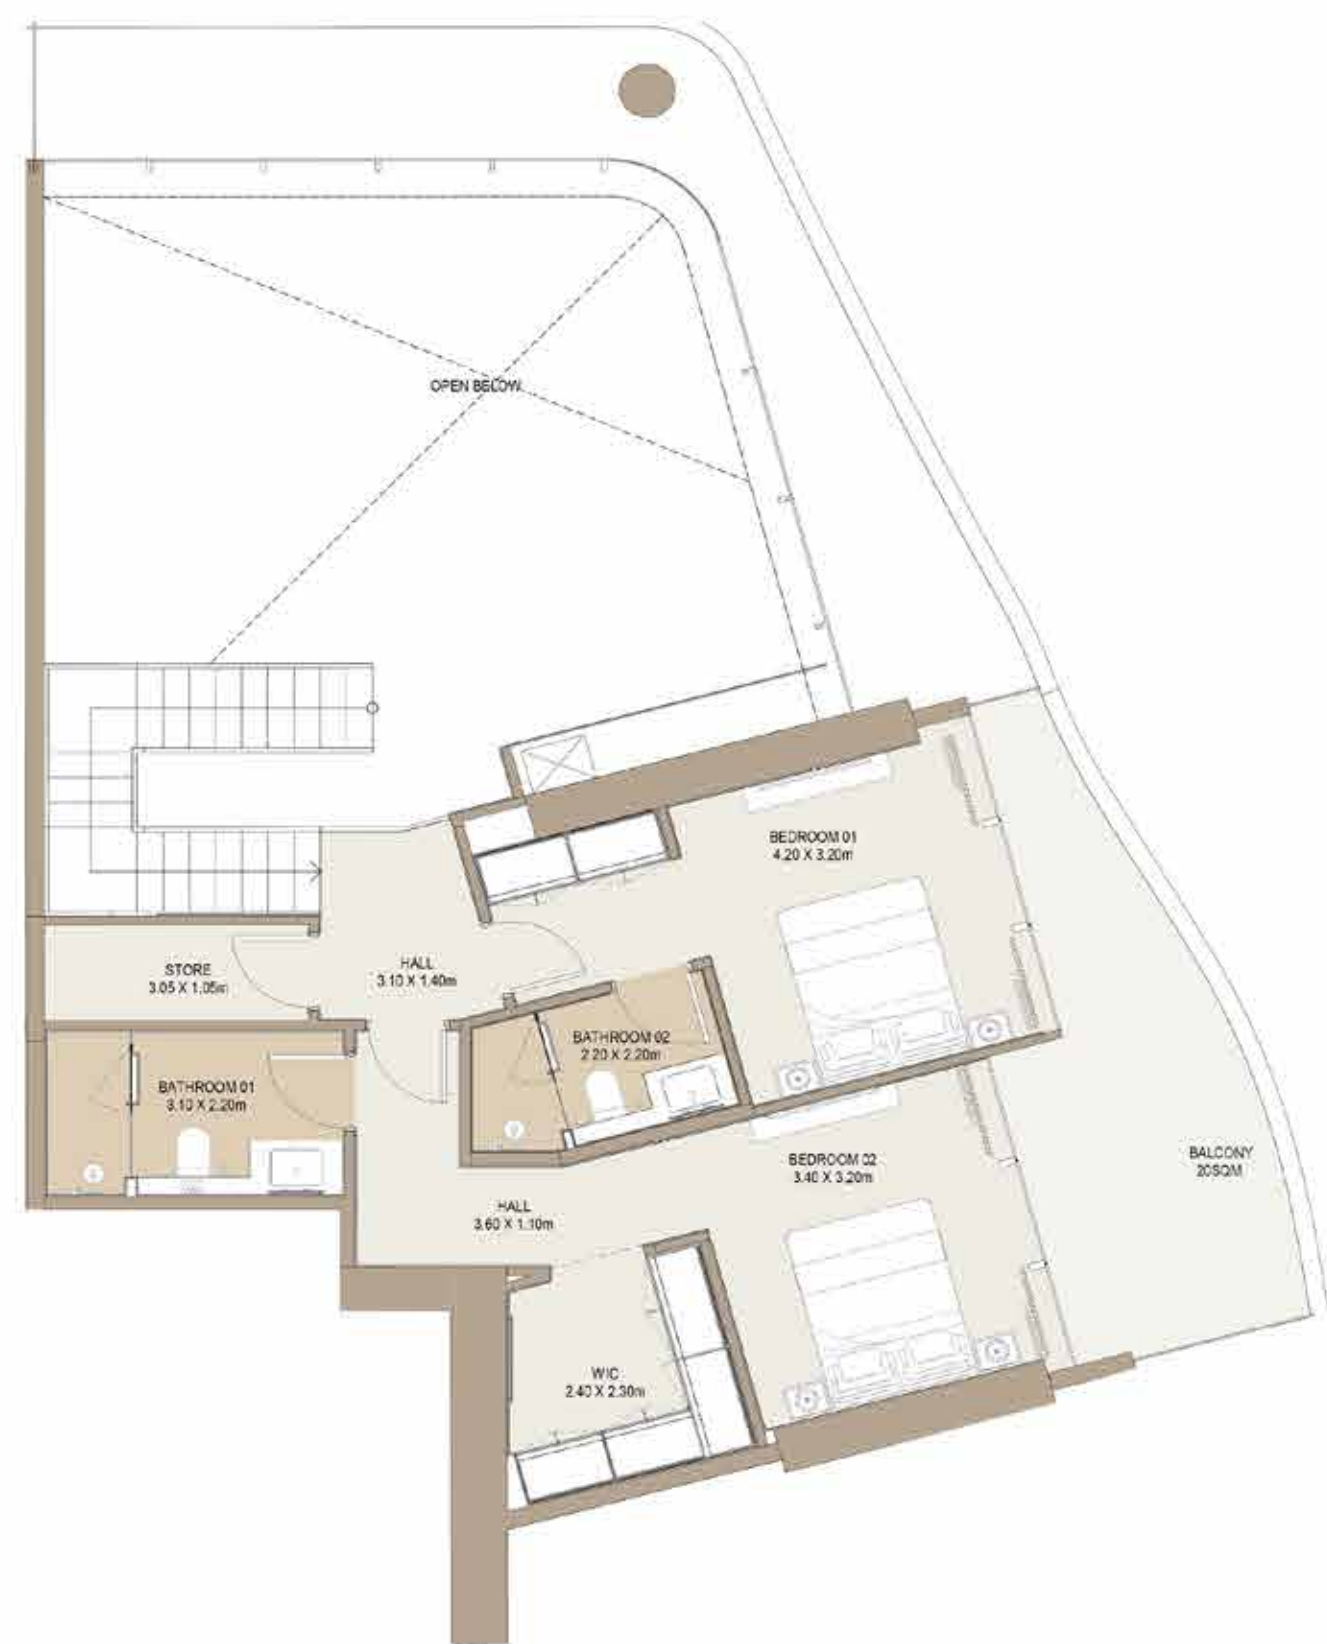 OPEN BELOW
BEDROOM 01
4.20 X 3.20m
STORE
3.05 X 1.05m
HALL
3.10 X 1.40m
BATHROOM 02
2.20 X 2.20m
BATHROOM 01
3.10 X 2.20m
BEDROOM 02
3.40 X 3.20m
BALCONY
20SQM
HALL
3.60 X 1.10m
WIC
2.40 X 2.30m